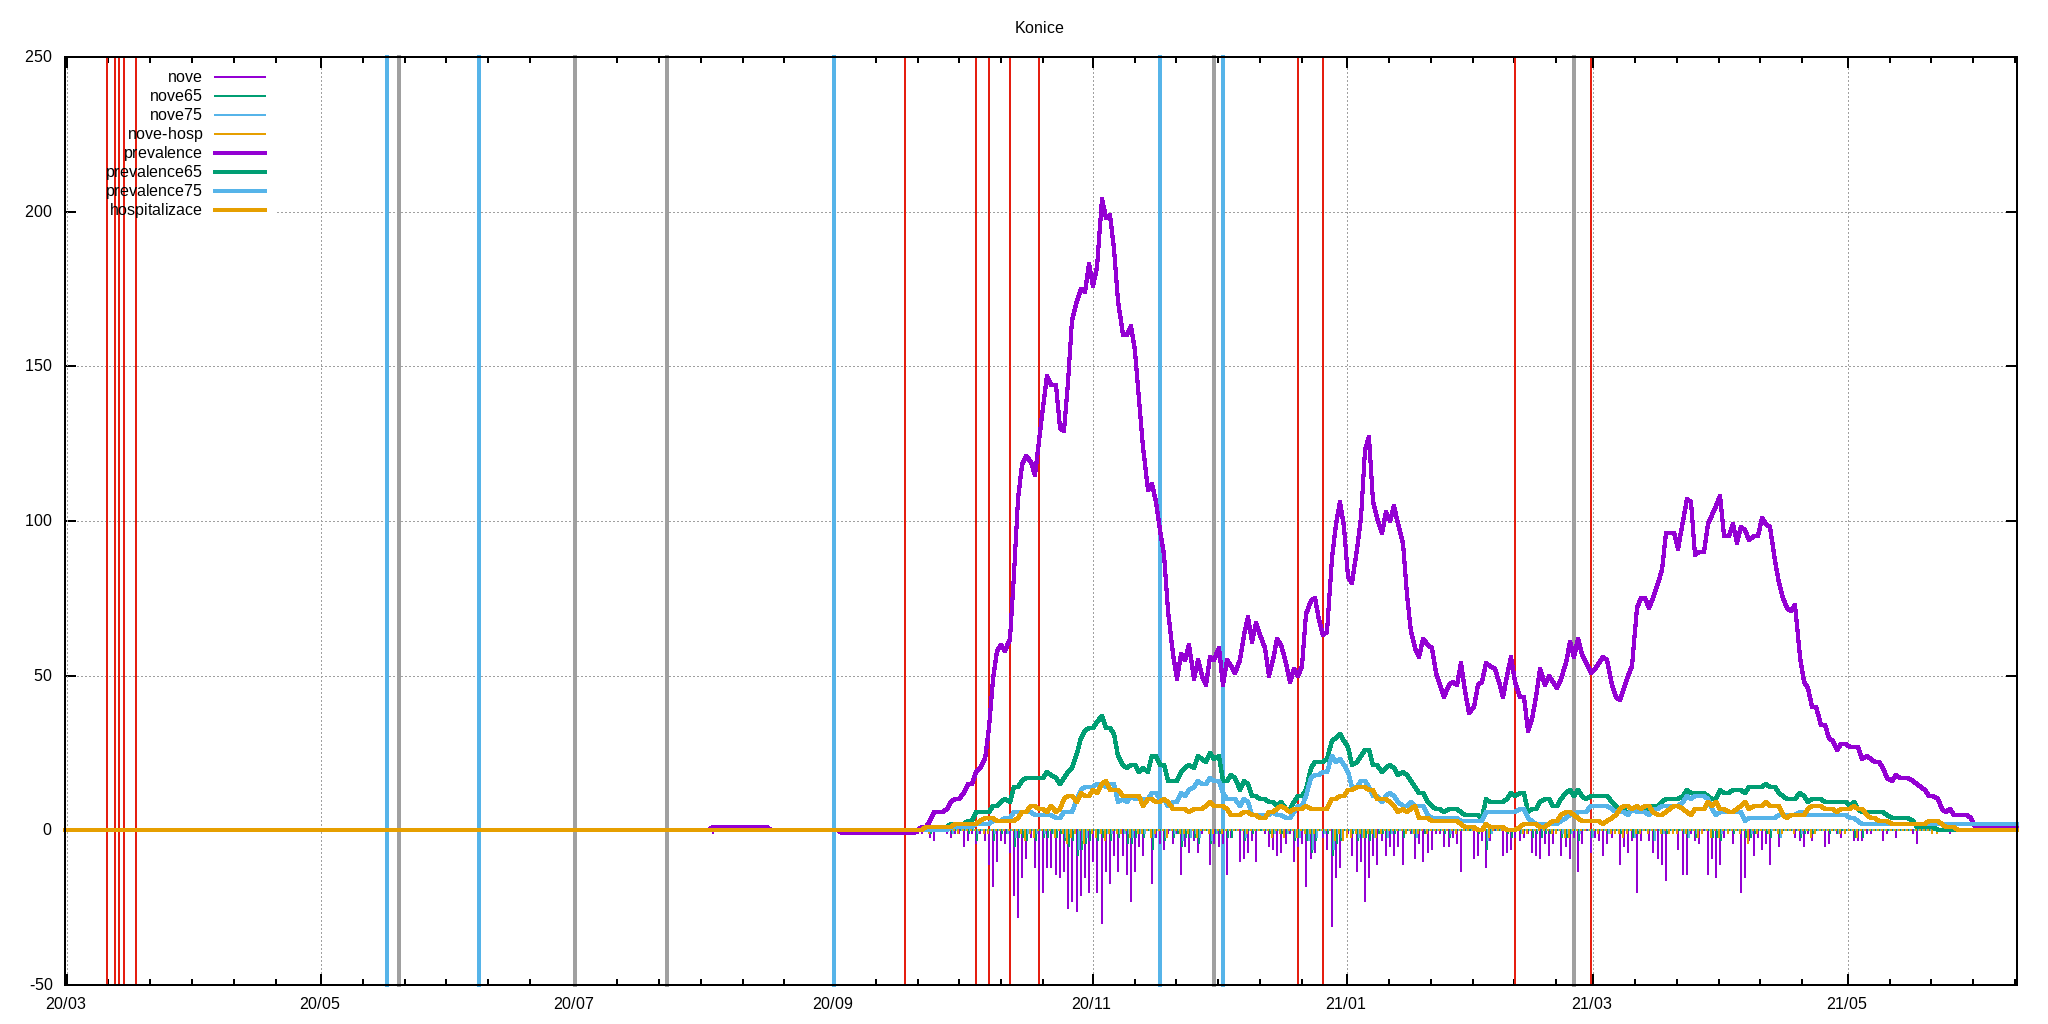 Konice
250
nove
nove65
nove75
nove-hosp
prevalence
prevalence65
prevalence75
hospitalizace
200
150
100
50
0
-50
20/03 20/05 20/07 20/09 20/11 21/01 21/03 21/05